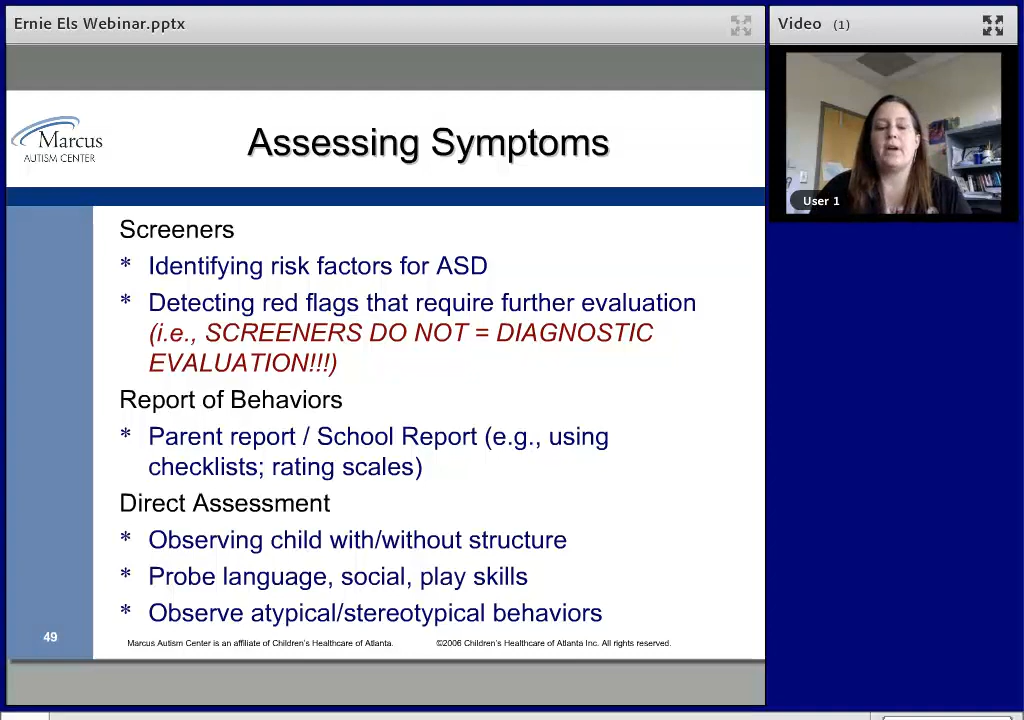 Ernie Els Webinar.pptx
Video (1)
Marcus
AUTISM CENTER
Assessing Symptoms
User 1
Screeners
* Identifying risk factors for ASD
* Detecting red flags that require further evaluation
(i.e., SCREENERS DO NOT = DIAGNOSTIC
EVALUATION!!!)
Report of Behaviors
* Parent report / School Report (e.g., using
checklists; rating scales)
Direct Assessment
* Observing child with/without structure
* Probe language, social, play skills
* Observe atypical/stereotypical behaviors
49
Marcus Autism Center is an affiliate of Children's Healthcare of Atlanta. ©2006 Children's Healthcare of Atlanta Inc. All rights reserved.